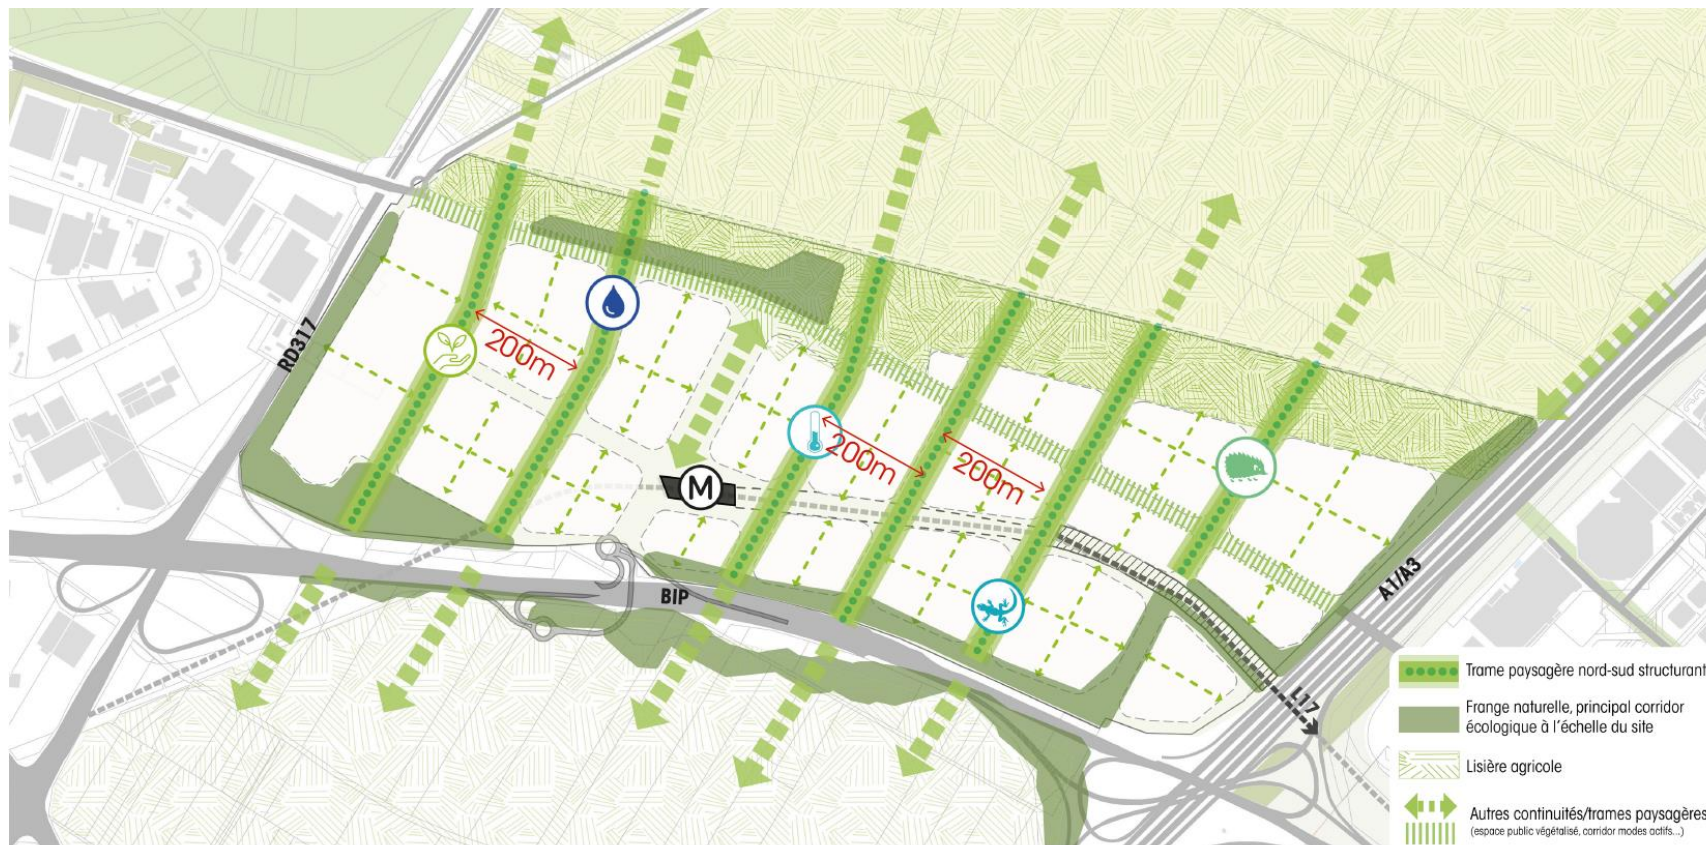 RD317
200m
M
200m
200m
BIP
A1/A3
L17
Trame paysagère nord-sud structurant
Frange naturelle, principal corridor
écologique à l'échelle du site
Lisière agricole
Autres continuités/trames paysagères
(espace public végétalisé, corridor modes actifs...)